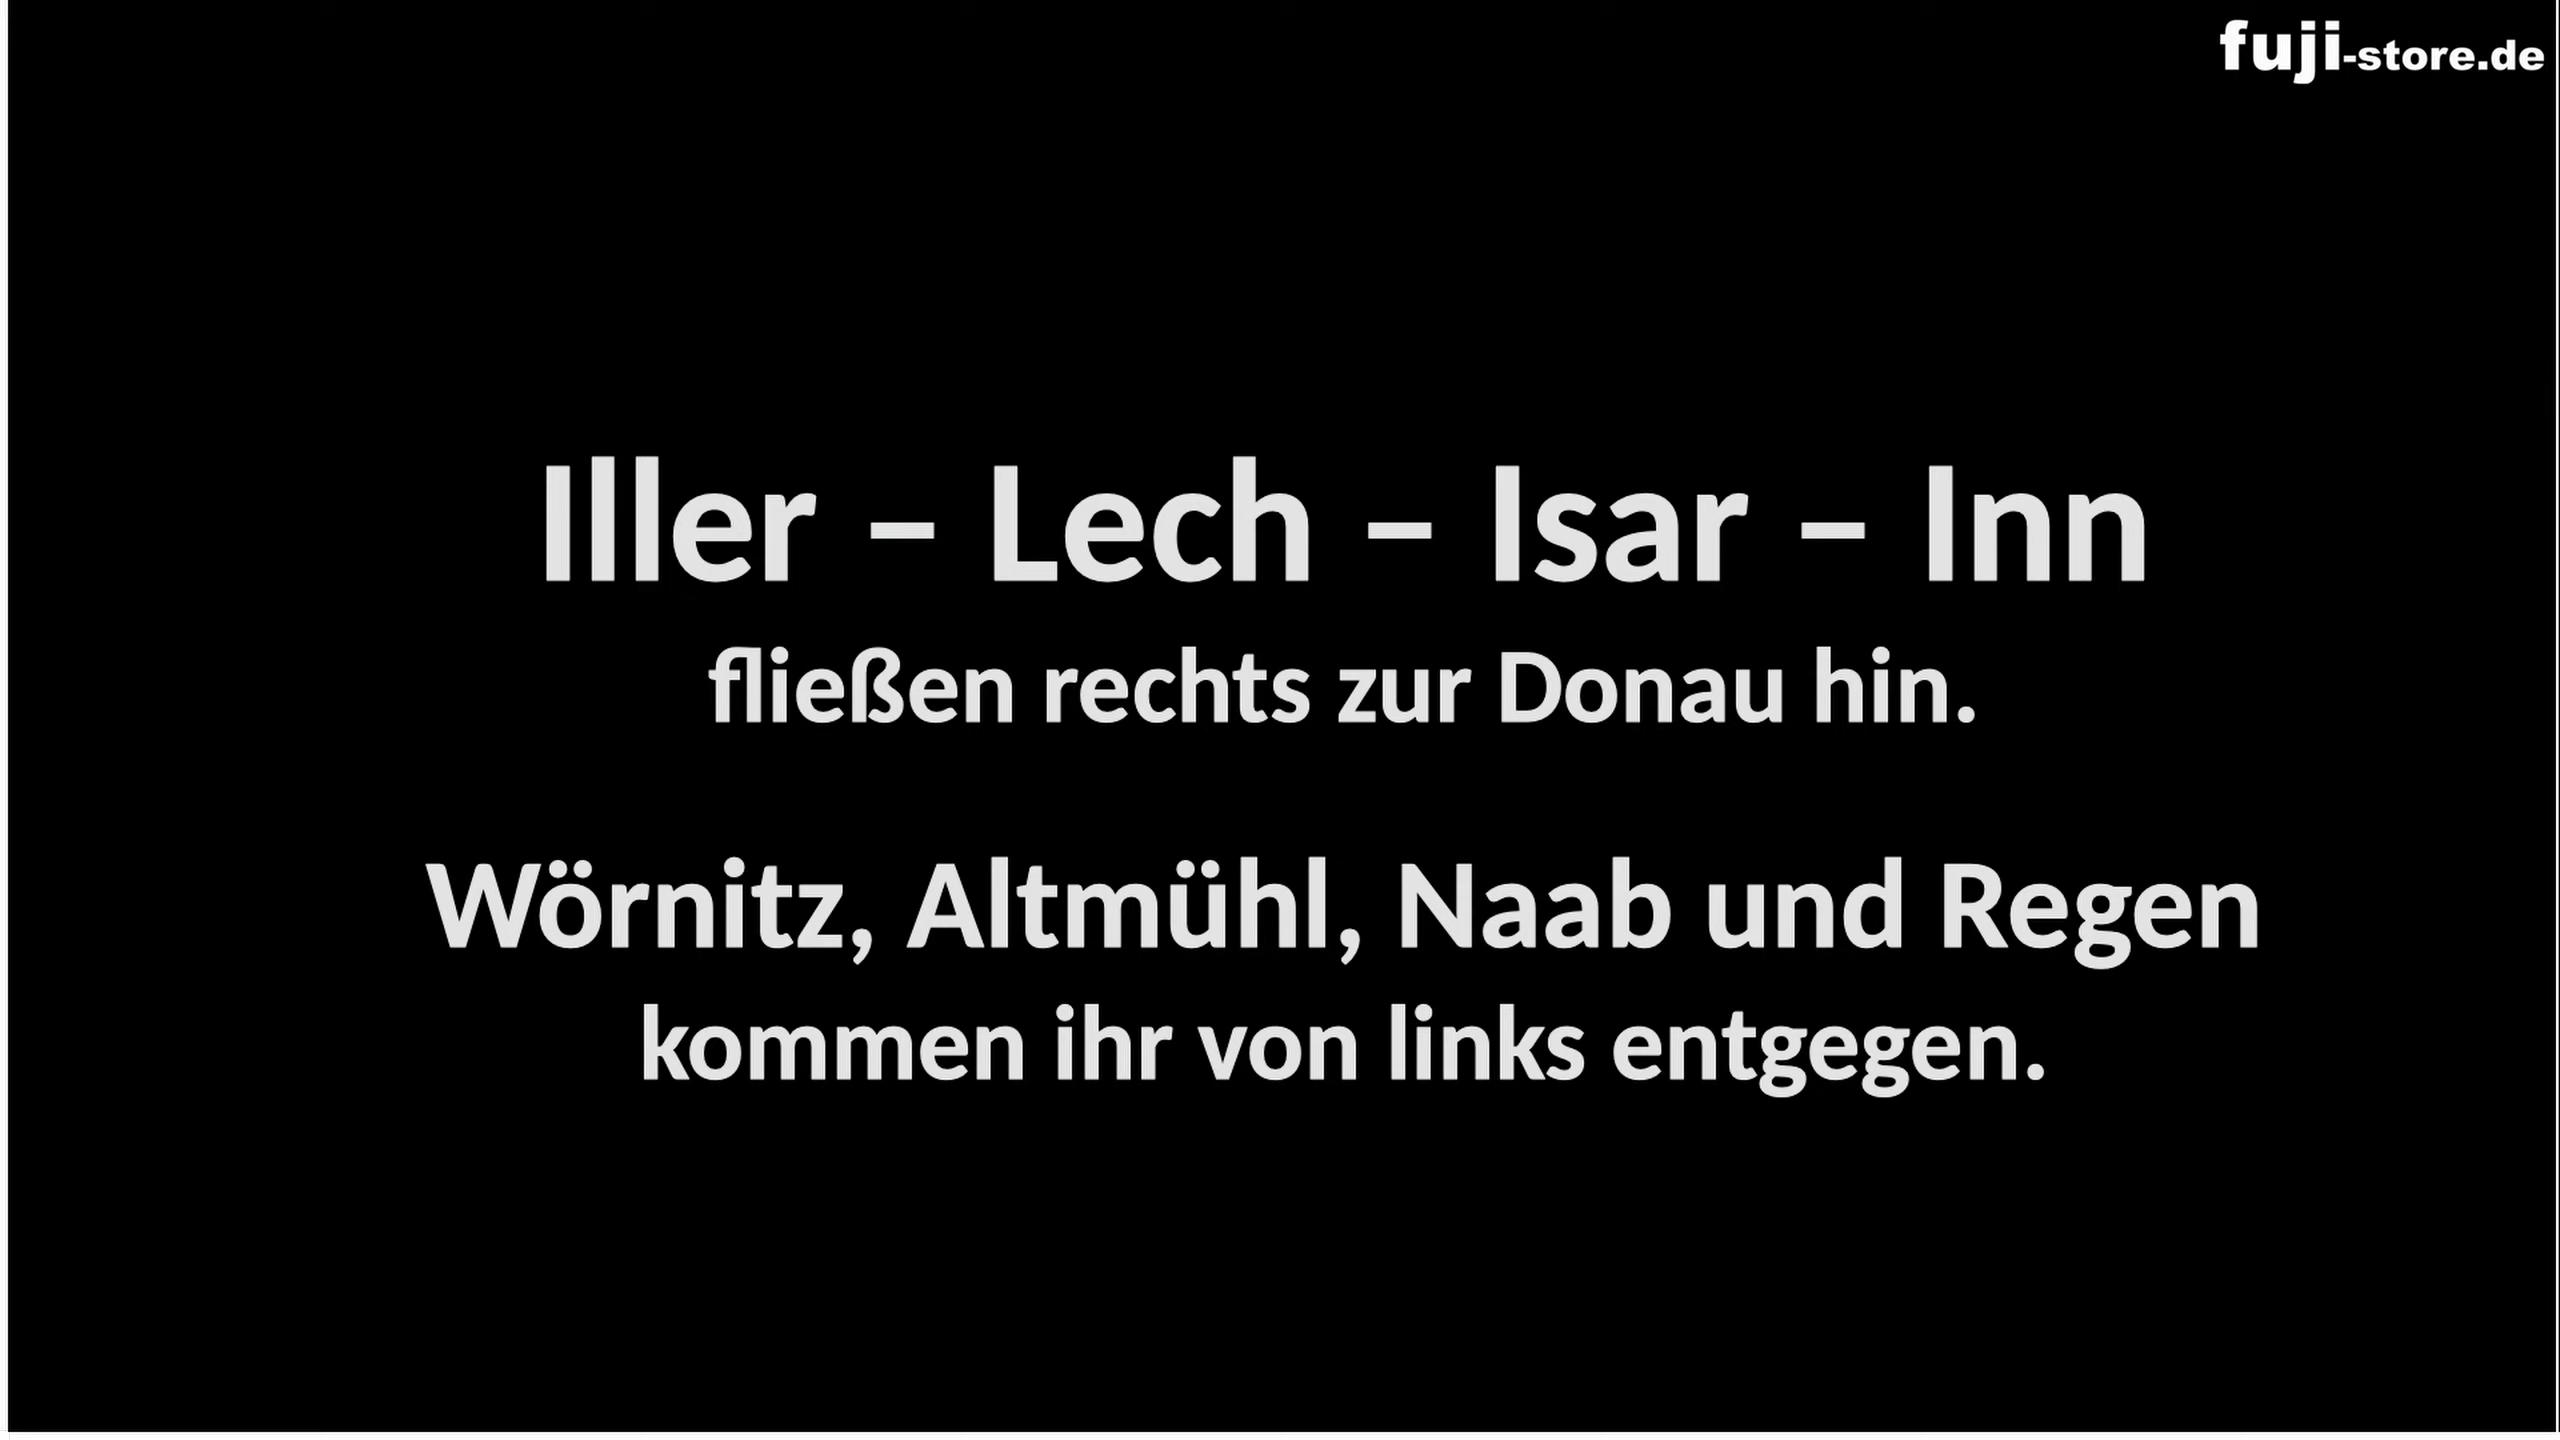 fuji-store.de
Iller – Lech – Isar – Inn
fließen rechts zur Donau hin.
Wörnitz, Altmühl, Naab und Regen
kommen ihr von links entgegen.